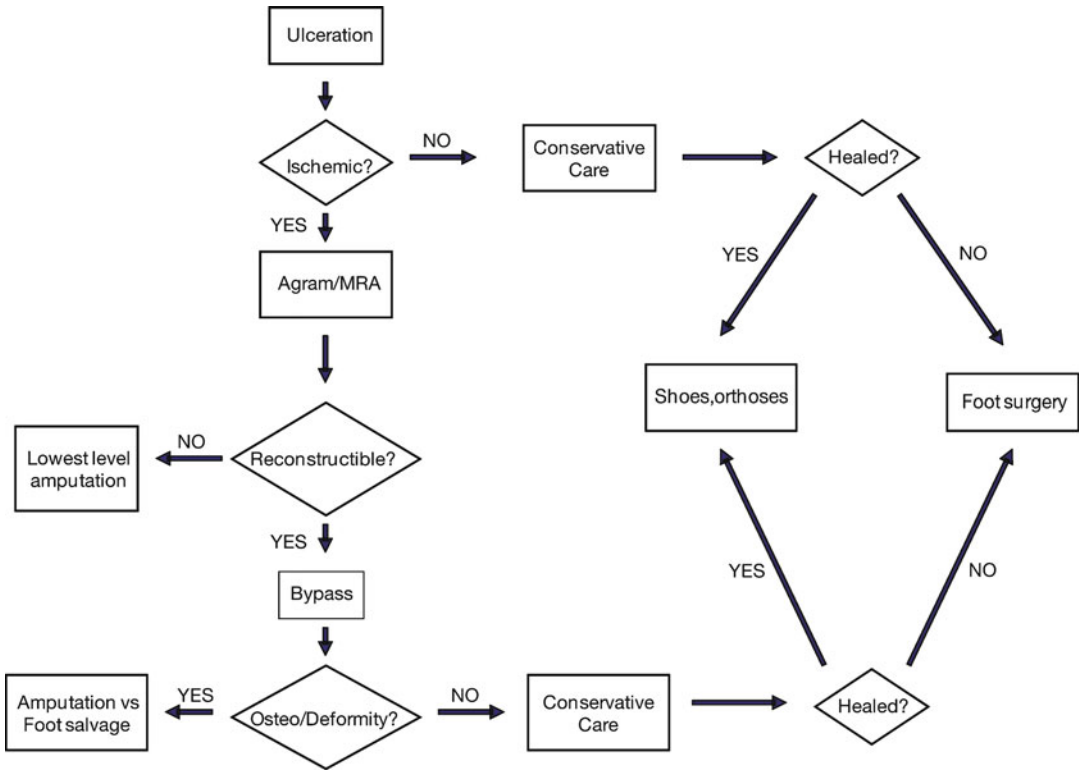 Ulceration
Ischemic?
NO
Conservative
Care
Healed?
YES
Agram/MRA
YES
NO
Shoes,orthoses
Foot surgery
Reconstructible?
NO
Lowest level
amputation
YES
Bypass
YES
NO
Osteo/Deformity?
YES
Amputation vs
Foot salvage
NO
Conservative
Care
Healed?